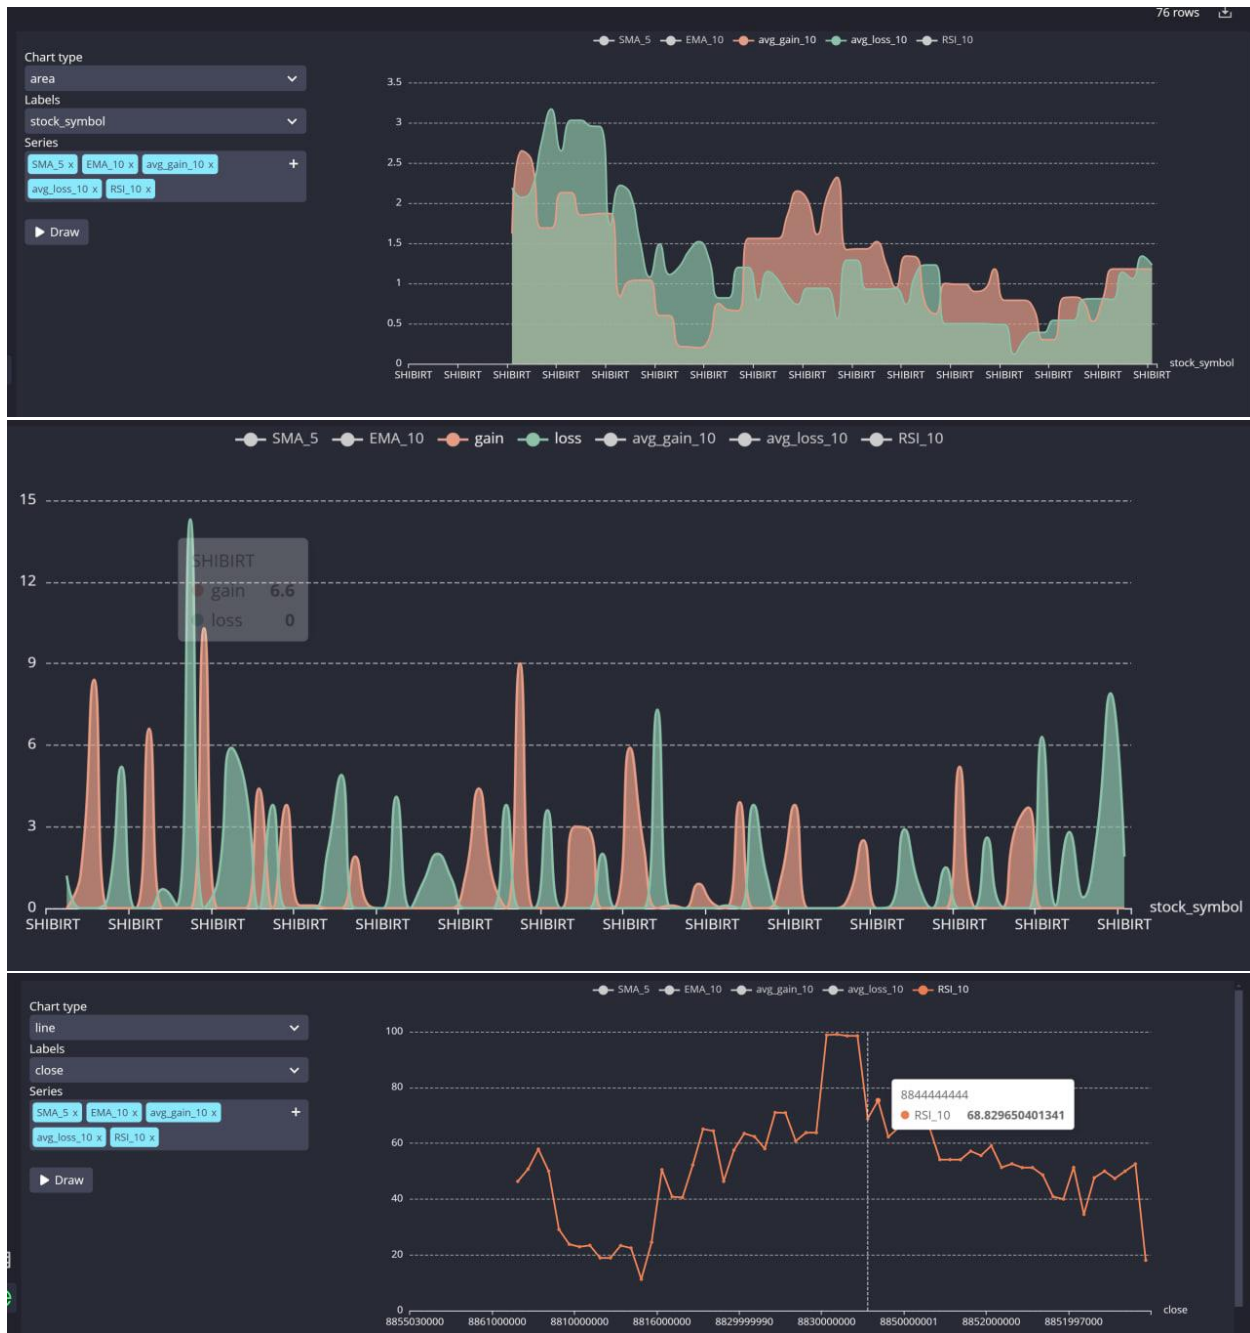 76 rows
SMA_5 EMA_10 avg_gain_10 avg_loss_10 RSI_10
Chart type
area
Labels
stock_symbol
Series
SMA_5 x EMA_10 x avg_gain_10 x +
avg_loss_10 x RSI_10 x
Draw
3.5
3
2.5
2
1.5
1
0.5
0
SHIBIRT SHIBIRT SHIBIRT SHIBIRT SHIBIRT SHIBIRT SHIBIRT SHIBIRT SHIBIRT SHIBIRT SHIBIRT SHIBIRT SHIBIRT SHIBIRT SHIBIRT SHIBIRT
stock_symbol
SMA_5 EMA_10 gain loss avg_gain_10 avg_loss_10 RSI_10
15
12
9
6
3
0
SHIBIRT
gain 6.6
loss 0
SHIBIRT SHIBIRT SHIBIRT SHIBIRT SHIBIRT SHIBIRT SHIBIRT SHIBIRT SHIBIRT SHIBIRT SHIBIRT SHIBIRT SHIBIRT SHIBIRT
stock_symbol
SMA_5 EMA_10 avg_gain_10 avg_loss_10 RSI_10
Chart type
line
Labels
close
Series
SMA_5 x EMA_10 x avg_gain_10 x +
avg_loss_10 x RSI_10 x
Draw
100
80
60
40
20
0
8844444444
RSI_10 68.829650401341
8855030000 8861000000 8810000000 8816000000 8829999990 8830000000 8850000001 8852000000 8851997000
close